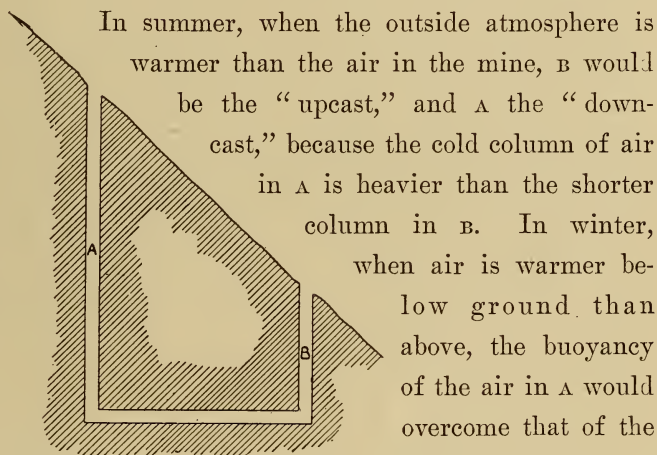 In summer, when the outside atmosphere is
warmer than the air in the mine, B would
be the “upcast,” and A the “down-
cast,” because the cold column of air
in A is heavier than the shorter
column in B. In winter,
when air is warmer be-
low ground than
above, the buoyancy
of the air in A would
overcome that of the
A
B